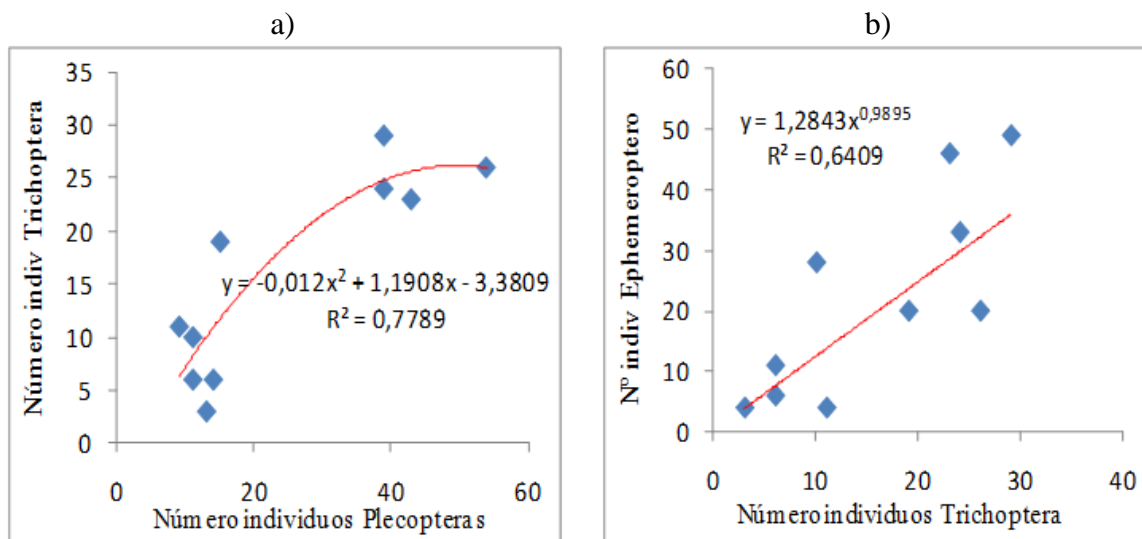 a)
35
30
25
20
15
10
5
0
Número indiv Trichoptera
y = -0,012x² + 1,1908x - 3,3809
R² = 0,7789
0 20 40 60
Número individuos Plecopteras
b)
60
50
40
30
20
10
0
Nº indiv Ephemeroptero
y = 1,2843x^0,9895
R² = 0,6409
0 10 20 30 40
Número individuos Trichoptera